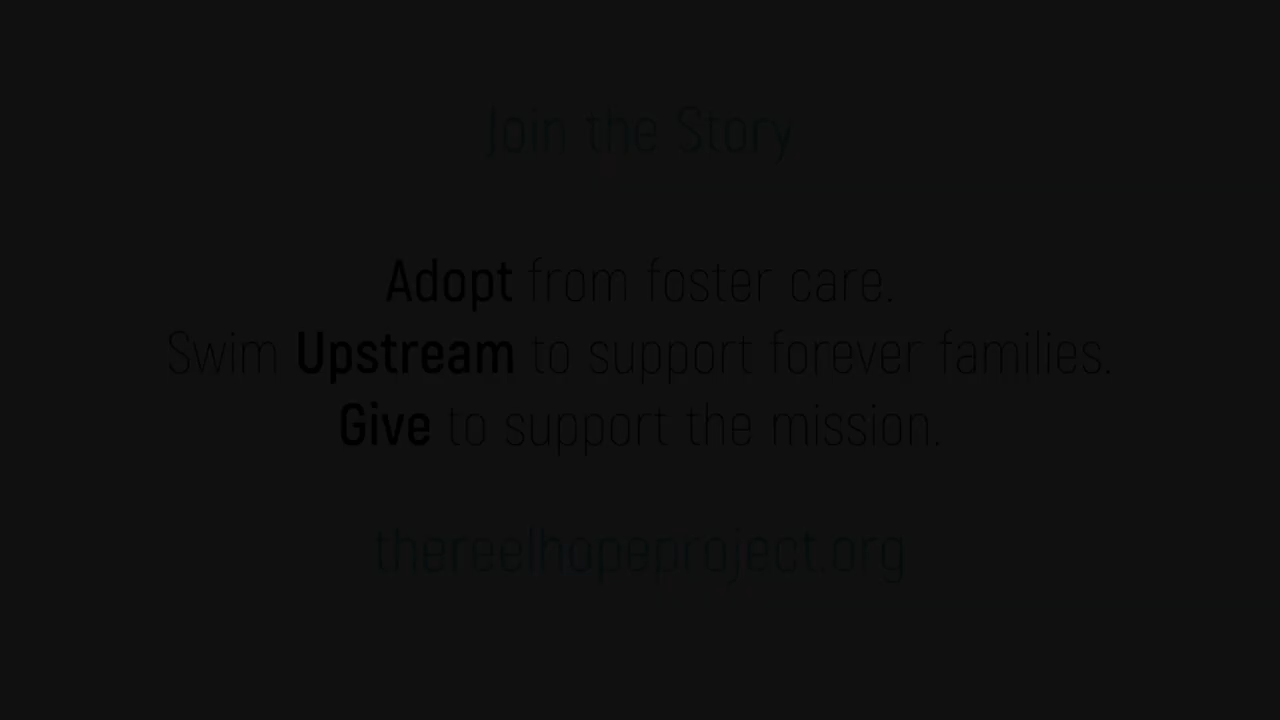 Join the Story
Adopt from foster care.
Swim Upstream to support forever families.
Give to support the mission.
thereelhopeproject.org